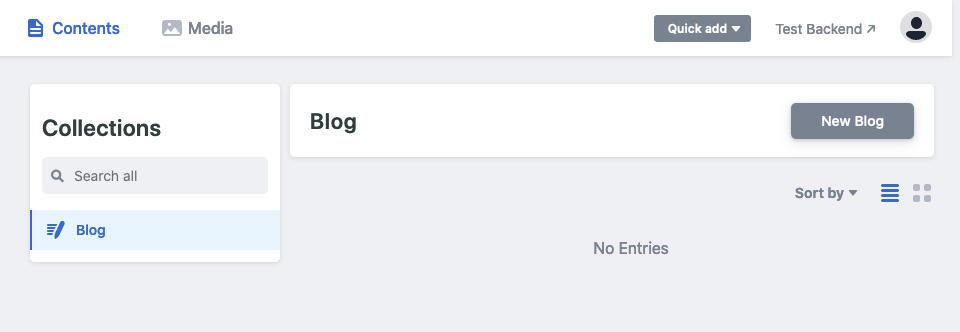 Contents
Media
Quick add
Test Backend
Collections
Search all
Blog
Blog
New Blog
Sort by
No Entries